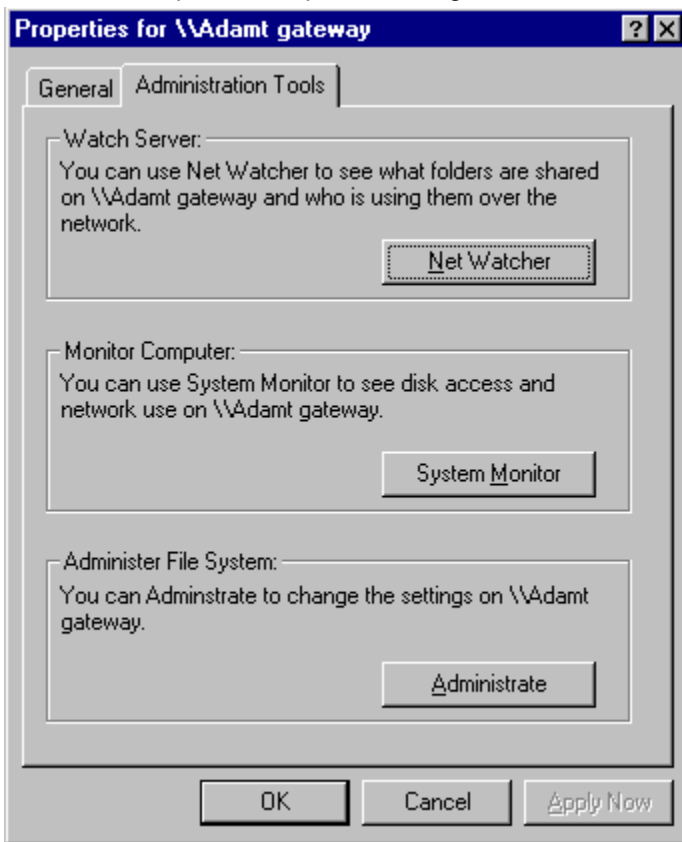 Properties for \\Adamt gateway
General
Administration Tools
Watch Server:
You can use Net Watcher to see what folders are shared
on \\Adamt gateway and who is using them over the
network.
Net Watcher
Monitor Computer:
You can use System Monitor to see disk access and
network use on \\Adamt gateway.
System Monitor
Administer File System:
You can Adminstrate to change the settings on \\Adamt
gateway.
Administrate
OK
Cancel
Apply Now